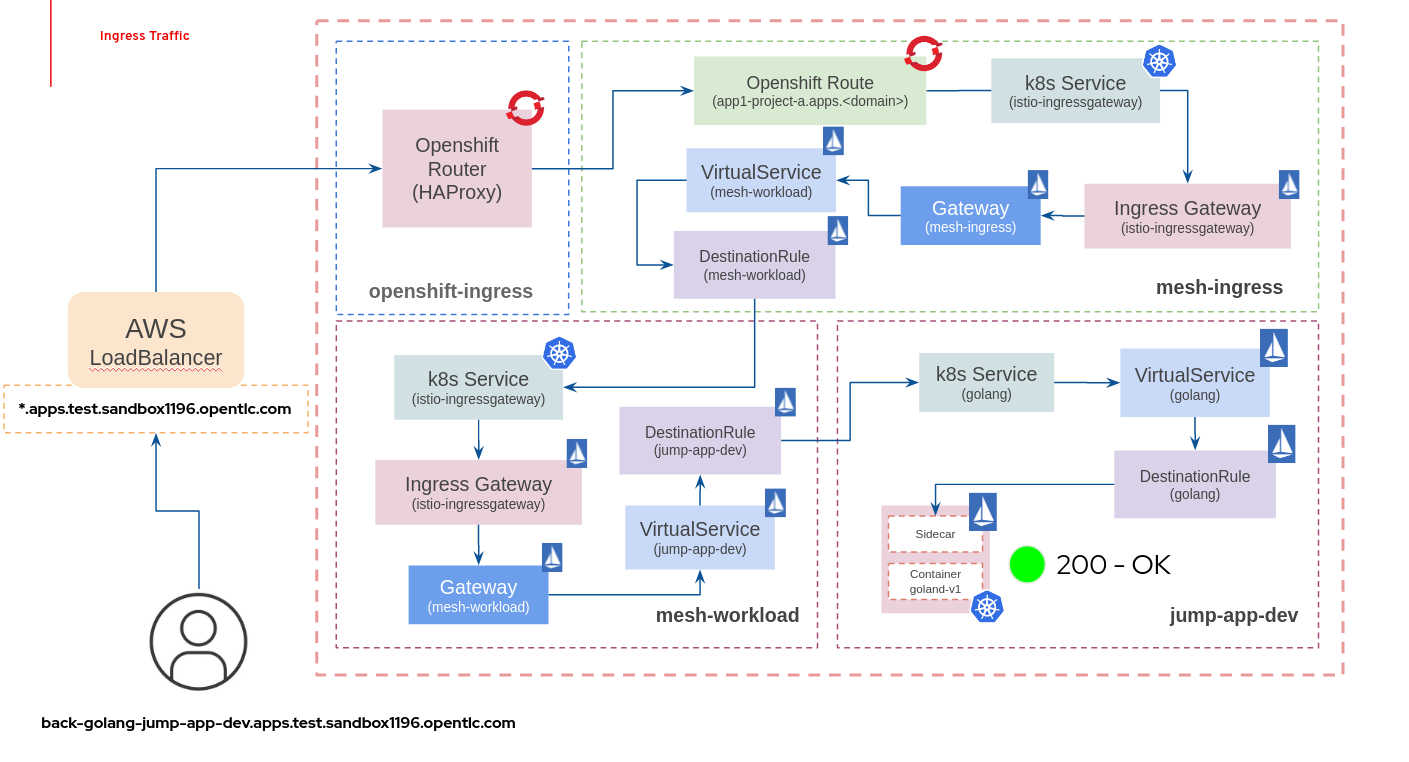 Ingress Traffic
Openshift
Router
(HAProxy)
openshift-ingress
Openshift Route
(app1-project-a.apps.<domain>)
k8s Service
(istio-ingressgateway)
VirtualService
(mesh-workload)
Gateway
(mesh-ingress)
Ingress Gateway
(istio-ingressgateway)
DestinationRule
(mesh-workload)
mesh-ingress
AWS
LoadBalancer
*.apps.test.sandbox1196.opentlc.com
k8s Service
(istio-ingressgateway)
Ingress Gateway
(istio-ingressgateway)
Gateway
(mesh-workload)
DestinationRule
(jump-app-dev)
VirtualService
(jump-app-dev)
mesh-workload
k8s Service
(golang)
VirtualService
(golang)
DestinationRule
(golang)
Sidecar
Container
goland-v1
200 - OK
jump-app-dev
back-golang-jump-app-dev.apps.test.sandbox1196.opentlc.com